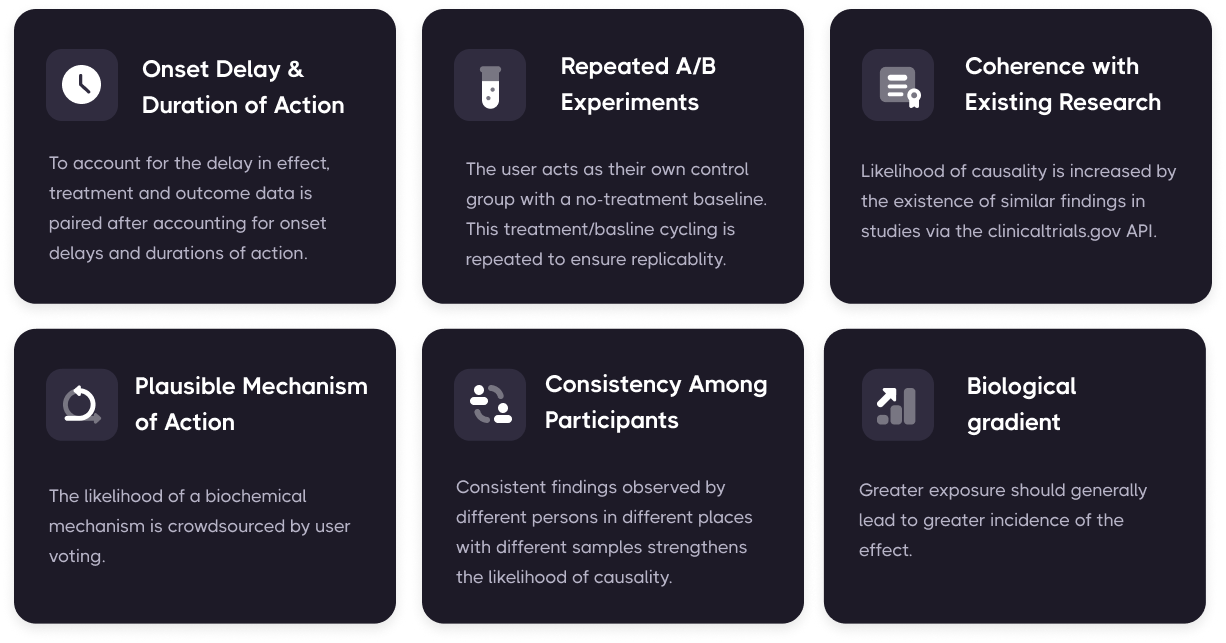 Onset Delay &
Duration of Action
To account for the delay in effect,
treatment and outcome data is
paired after accounting for onset
delays and durations of action.
Repeated A/B
Experiments
The user acts as their own control
group with a no-treatment baseline.
This treatment/basline cycling is
repeated to ensure replicablity.
Coherence with
Existing Research
Likelihood of causality is increased by
the existence of similar findings in
studies via the clinicaltrials.gov API.
Plausible Mechanism
of Action
The likelihood of a biochemical
mechanism is crowdsourced by user
voting.
Consistency Among
Participants
Consistent findings observed by
different persons in different places
with different samples strengthens
the likelihood of causality.
Biological
gradient
Greater exposure should generally
lead to greater incidence of the
effect.